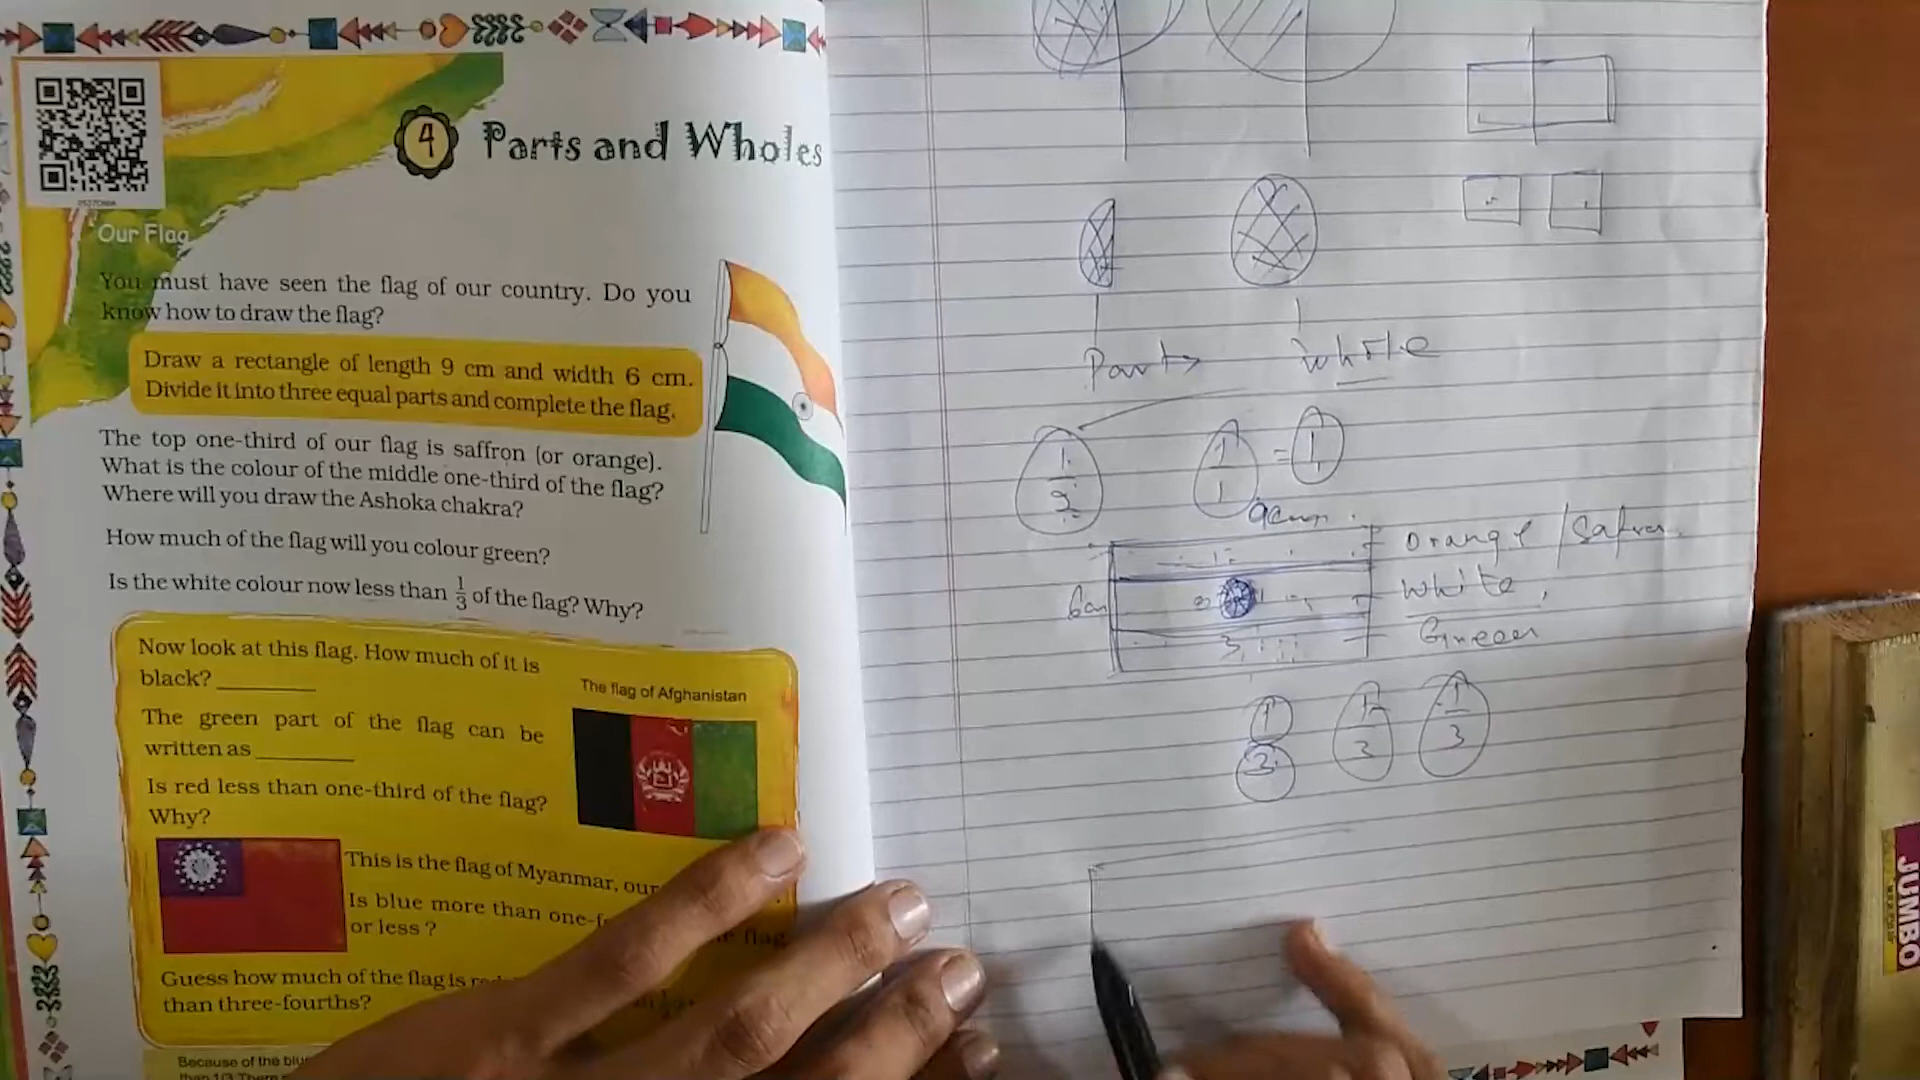 4 Parts and Wholes
Our Flag
You must have seen the flag of our country. Do you
know how to draw the flag?
Draw a rectangle of length 9 cm and width 6 cm.
Divide it into three equal parts and complete the flag.
The top one-third of our flag is saffron (or orange).
What is the colour of the middle one-third of the flag?
Where will you draw the Ashoka chakra?
How much of the flag will you colour green?
Is the white colour now less than 1/3 of the flag? Why?
Now look at this flag. How much of it is
black? ________
The flag of Afghanistan
The green part of the flag can be
written as ________
Is red less than one-third of the flag?
Why?
This is the flag of Myanmar, our
Is blue more than one-
or less ?
flag
Guess how much of the flag is
than three-fourths?
Because of the
Parts whole
1/2 1/1 = 1
9cm
Orange /
6cm
White,
3
Green
1/3 1/3
JUMBO